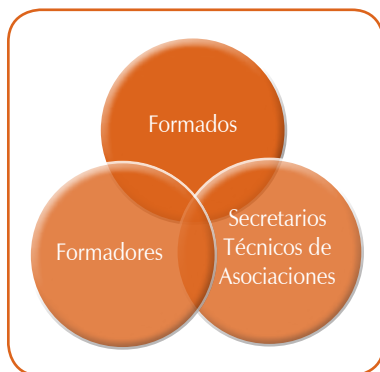 Formados
Formadores
Secretarios
Técnicos de
Asociaciones